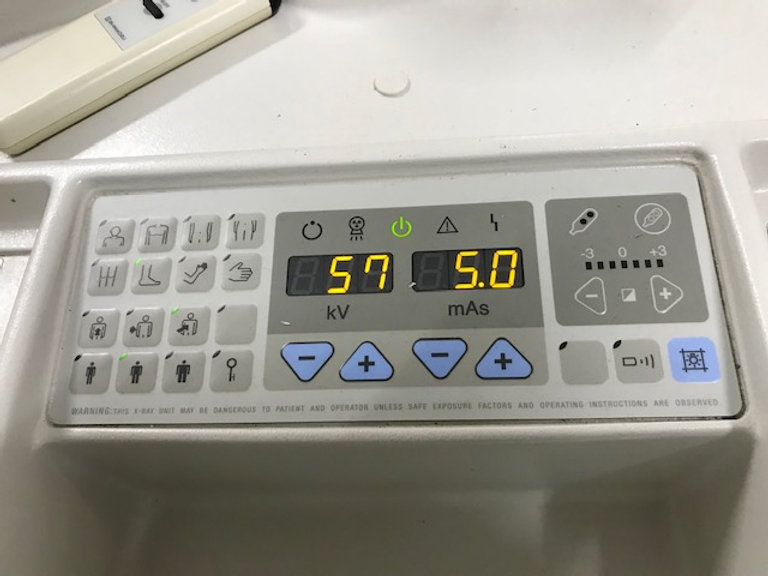 SHIMADZU
-3 0 +3
57 5.0
kV mAs
WARNING:THIS X-RAY UNIT MAY BE DANGEROUS TO PATIENT AND OPERATOR UNLESS SAFE EXPOSURE FACTORS AND OPERATING INSTRUCTIONS ARE OBSERVED